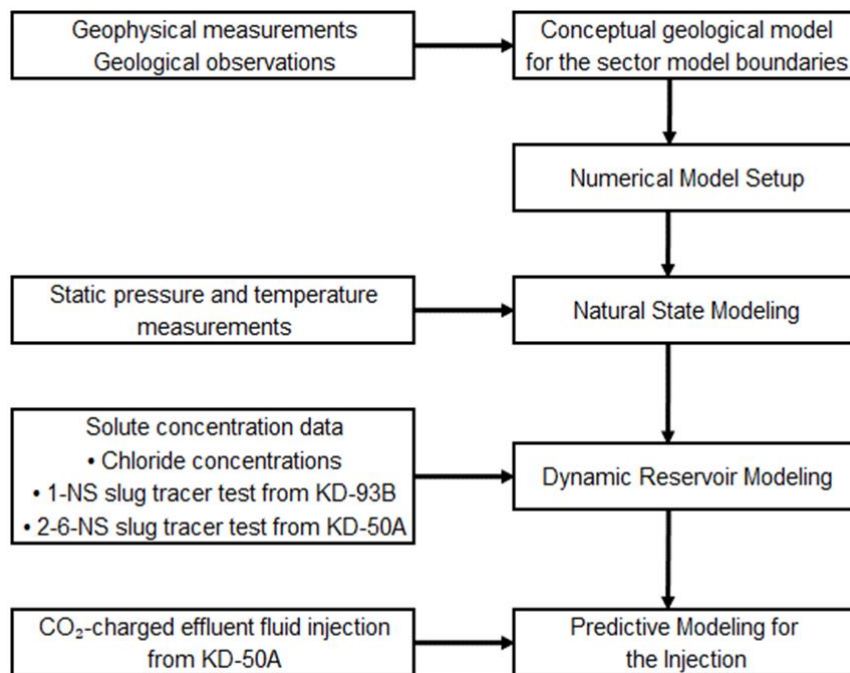 Geophysical measurements
Geological observations
Conceptual geological model
for the sector model boundaries
Numerical Model Setup
Static pressure and temperature
measurements
Natural State Modeling
Solute concentration data
• Chloride concentrations
• 1-NS slug tracer test from KD-93B
• 2-6-NS slug tracer test from KD-50A
Dynamic Reservoir Modeling
CO₂-charged effluent fluid injection
from KD-50A
Predictive Modeling for
the Injection